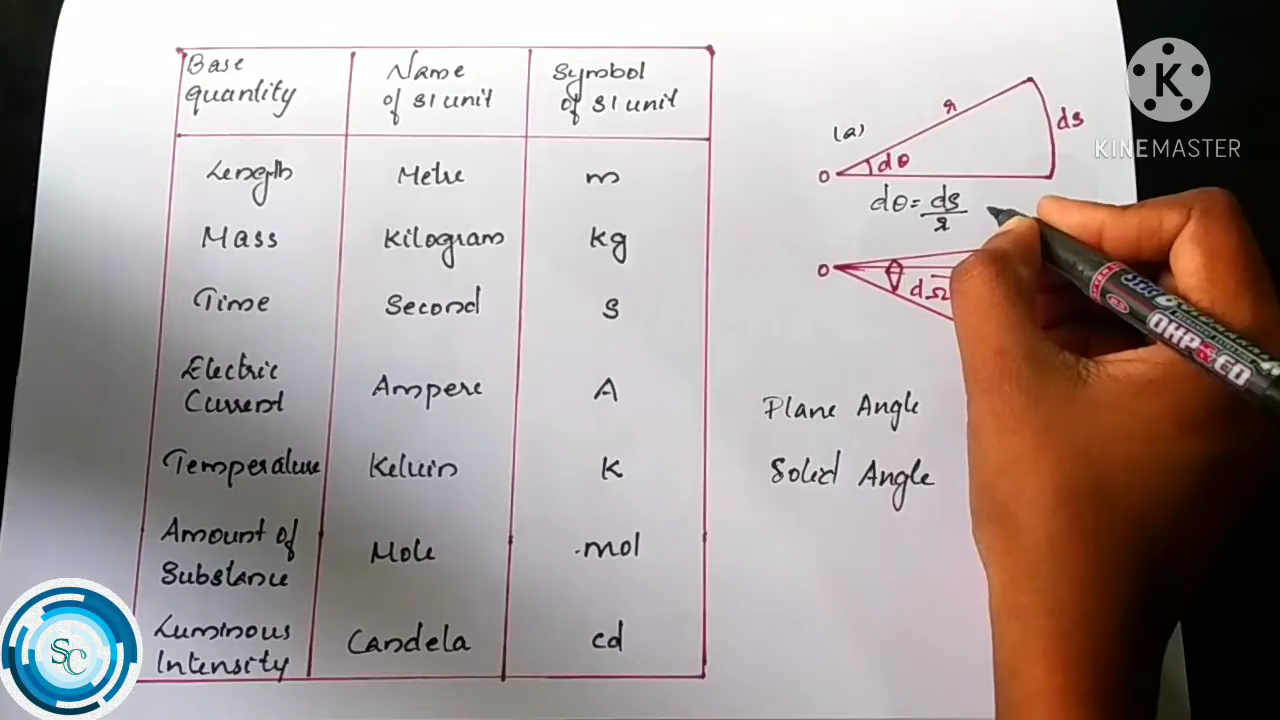 Base
quantity
Name
of SI unit
Symbol
of SI unit
Length
Metre
m
Mass
Kilogram
kg
Time
Second
s
Electric
Current
Ampere
A
Temperature
Kelvin
K
Amount of
Substance
Mole
mol
Luminous
Intensity
Candela
cd
(a)
r
ds
O
dθ
dθ = ds/r
O
dΩ
Plane Angle
Solid Angle
K
KINEMASTER
OHP & CD
SC